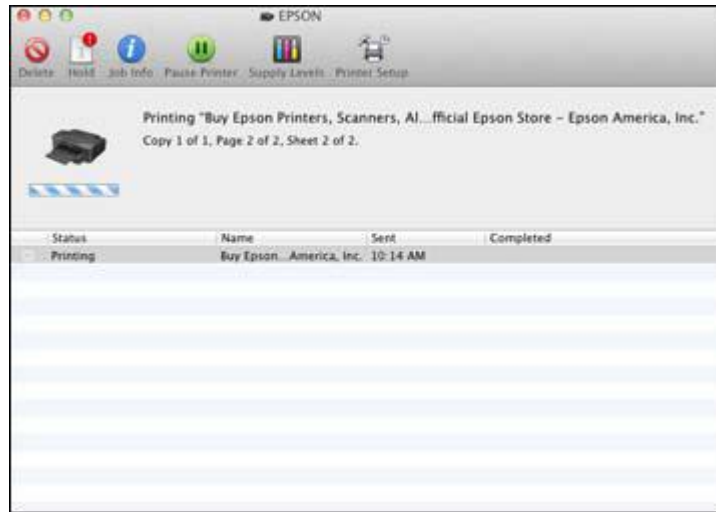 EPSON
Delete Hold Job Info Pause Printer Supply Levels Printer Setup
Printing "Buy Epson Printers, Scanners, Al...fficial Epson Store – Epson America, Inc."
Copy 1 of 1, Page 2 of 2, Sheet 2 of 2.
Status Name Sent Completed
Printing Buy Epson...America, Inc. 10:14 AM